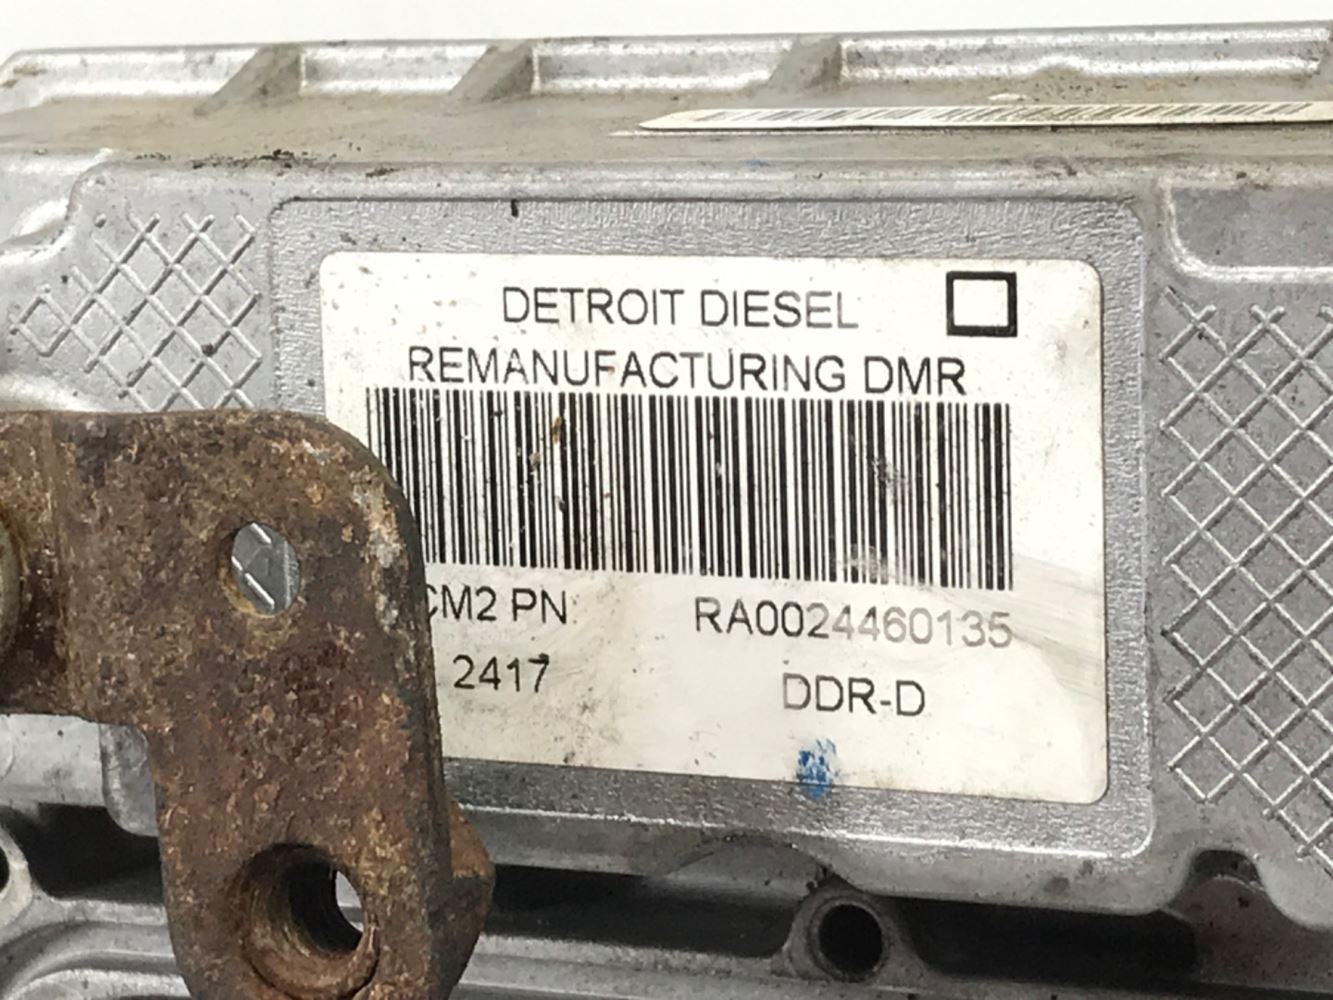 DETROIT DIESEL
REMANUFACTURING DMR
CM2 PN RA0024460135
2417 DDR-D